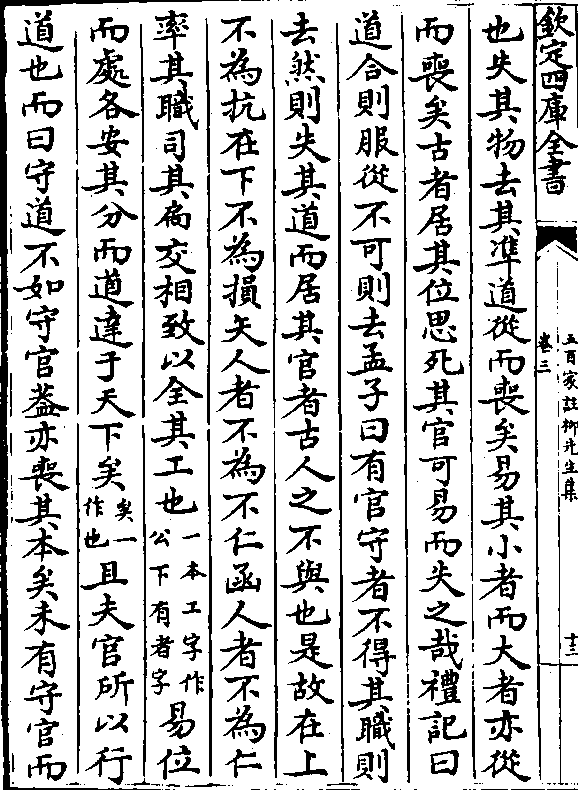 欽定四庫全書
五百家註柳先生集
卷三
十三
也失其物去其準道從而喪矣易其小者而大者亦從
而喪矣古者居其位思死其官可易而失之哉禮記曰
道合則服從不可則去孟子曰有官守者不得其職則
去然則失其道而居其官者古人之不與也是故在上
不為抗在下不為損矢人者不為不仁函人者不為仁
率其職司其局交相致以全其工也一本工字作公下有者字易位
而處各安其分而道達于天下矣矣一作也且夫官所以行
道也而曰守道不如守官蓋亦喪其本矣未有守官而